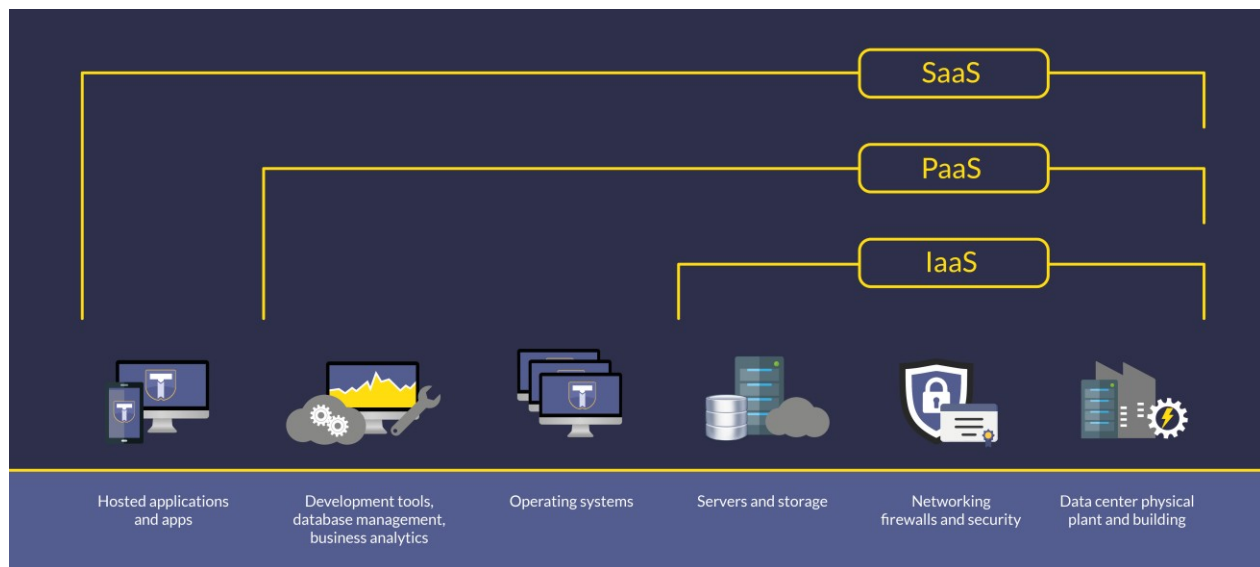 SaaS
PaaS
IaaS
Hosted applications
and apps
Development tools,
database management,
business analytics
Operating systems
Servers and storage
Networking
firewalls and security
Data center physical
plant and building